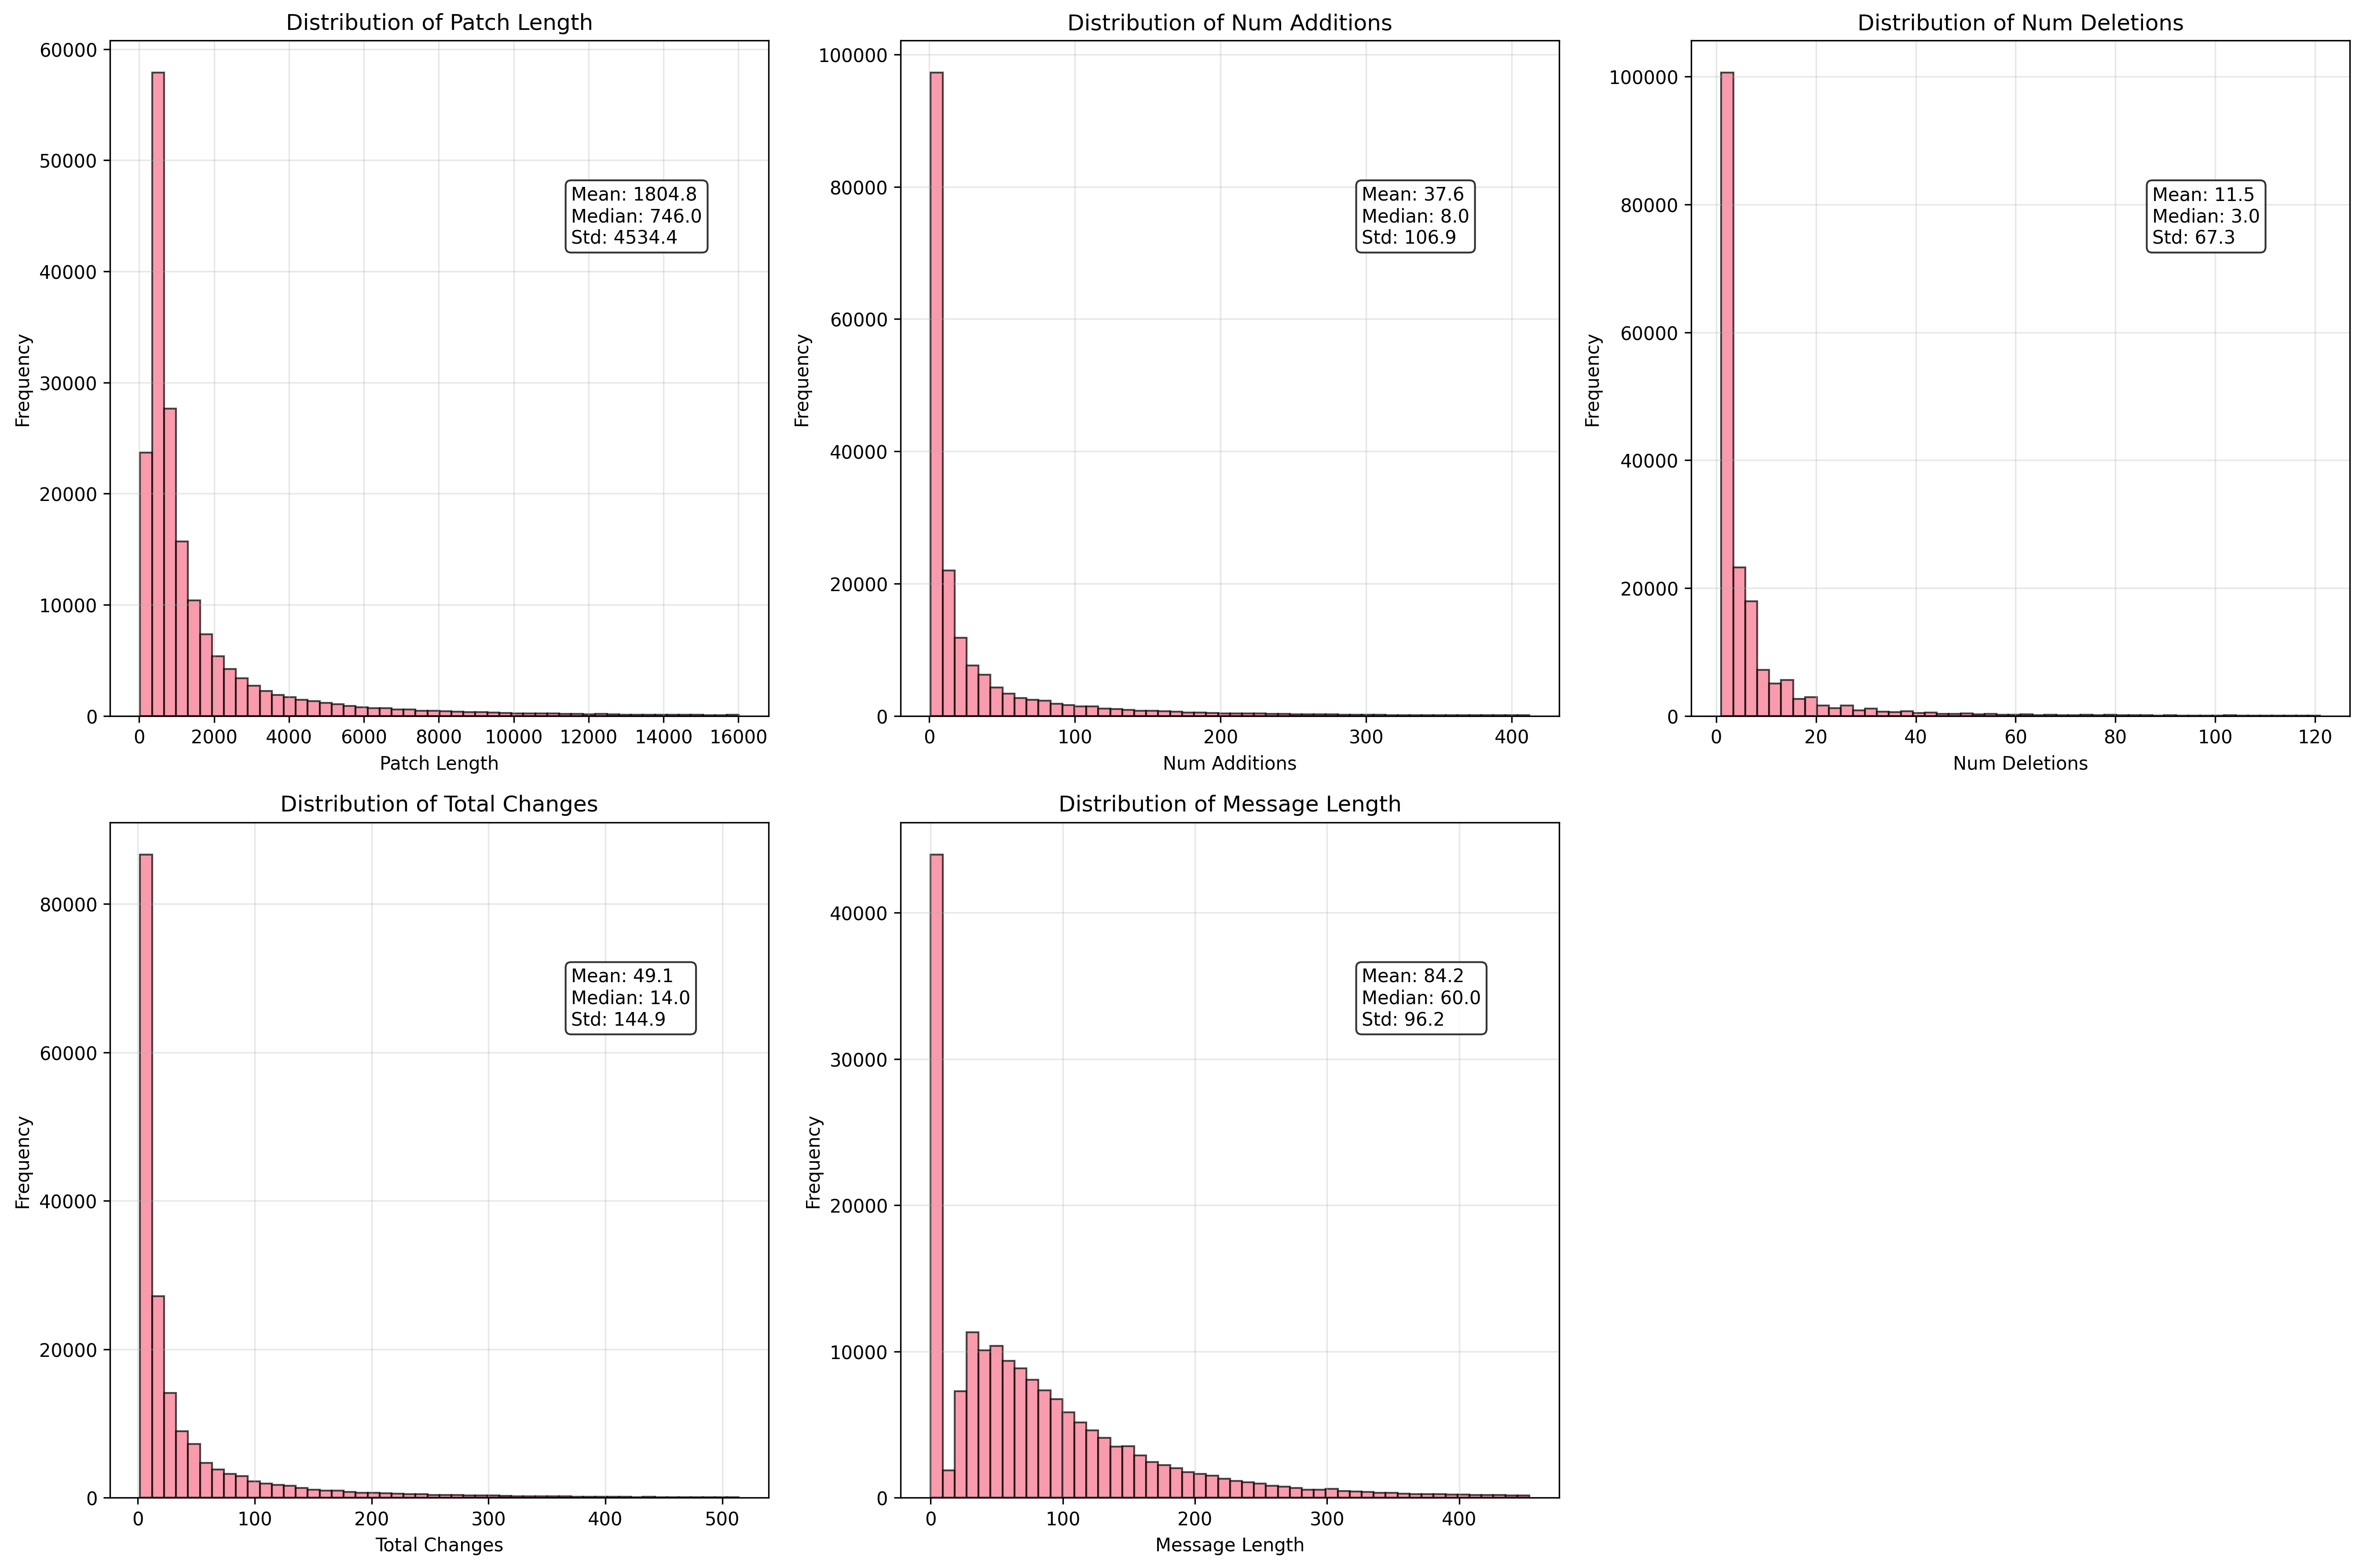 Distribution of Patch Length
60000
50000
40000
30000
20000
10000
0
Frequency
Mean: 1804.8
Median: 746.0
Std: 4534.4
0 2000 4000 6000 8000 10000 12000 14000 16000
Patch Length
Distribution of Num Additions
100000
80000
60000
40000
20000
0
Frequency
Mean: 37.6
Median: 8.0
Std: 106.9
0 100 200 300 400
Num Additions
Distribution of Num Deletions
100000
80000
60000
40000
20000
0
Frequency
Mean: 11.5
Median: 3.0
Std: 67.3
0 20 40 60 80 100 120
Num Deletions
Distribution of Total Changes
80000
60000
40000
20000
0
Frequency
Mean: 49.1
Median: 14.0
Std: 144.9
0 100 200 300 400 500
Total Changes
Distribution of Message Length
40000
30000
20000
10000
0
Frequency
Mean: 84.2
Median: 60.0
Std: 96.2
0 100 200 300 400
Message Length